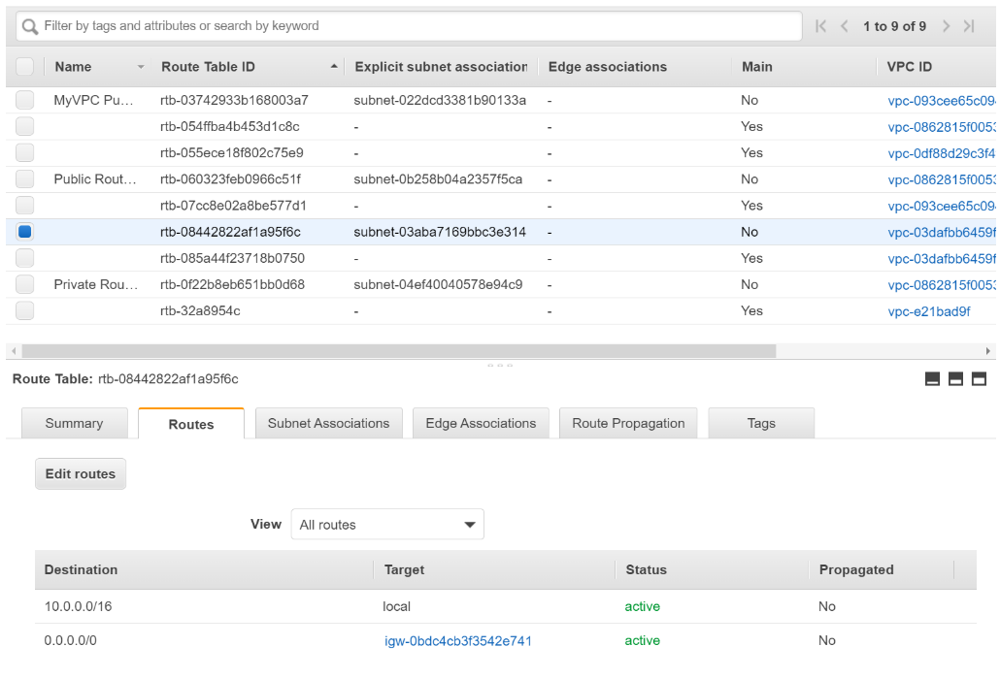 Filter by tags and attributes or search by keyword 1 to 9 of 9
Name Route Table ID Explicit subnet association Edge associations Main VPC ID
MyVPC Pu... rtb-03742933b168003a7 subnet-022dcd3381b90133a - No vpc-093cee65c09
rtb-054ffba4b453d1c8c - - Yes vpc-0862815f0053
rtb-055ece18f802c75e9 - - Yes vpc-0df88d29c3f4
Public Rout... rtb-060323feb0966c51f subnet-0b258b04a2357f5ca - No vpc-0862815f0053
rtb-07cc8e02a8be577d1 - - Yes vpc-093cee65c09
rtb-08442822af1a95f6c subnet-03aba7169bbc3e314 - No vpc-03dafbb6459f
rtb-085a44f23718b0750 - - Yes vpc-03dafbb6459f
Private Rou... rtb-0f22b8eb651bb0d68 subnet-04ef40040578e94c9 - No vpc-0862815f0053
rtb-32a8954c - - Yes vpc-e21bad9f
Route Table: rtb-08442822af1a95f6c
Summary Routes Subnet Associations Edge Associations Route Propagation Tags
Edit routes
View All routes
Destination Target Status Propagated
10.0.0.0/16 local active No
0.0.0.0/0 igw-0bdc4cb3f3542e741 active No